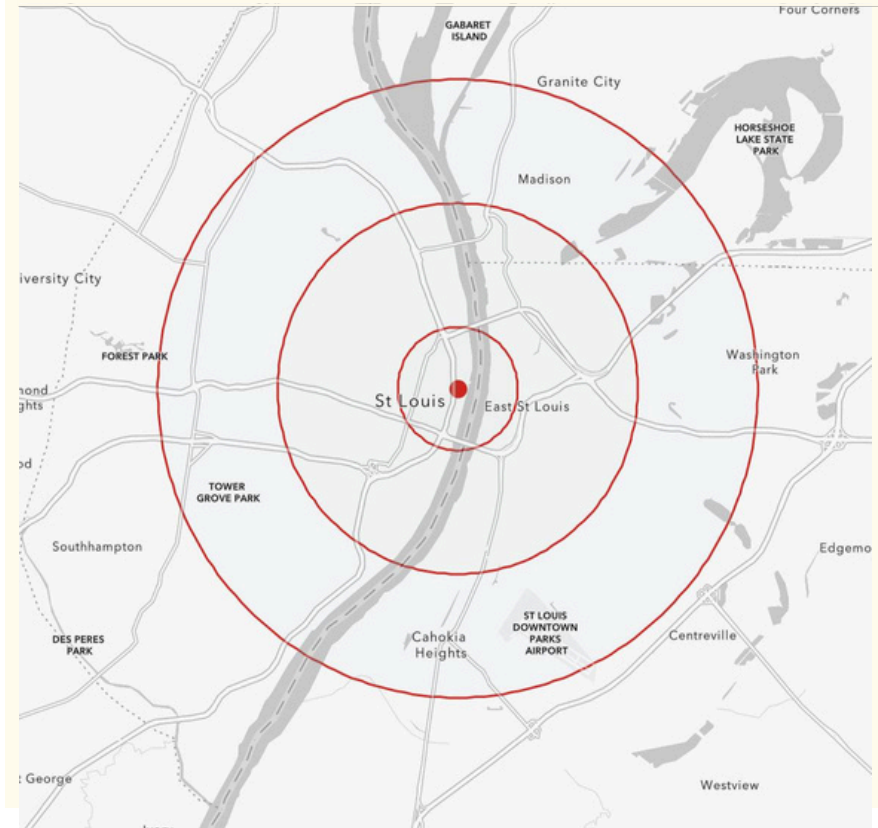 Four Corners
GABARET
ISLAND
Granite City
HORSESHOE
LAKE STATE
PARK
Madison
iversity City
FOREST PARK
Washington
Park
mond
ghts
St Louis
East St Louis
od
TOWER
GROVE PARK
Southhampton
Edgemo
ST LOUIS
DOWNTOWN
PARKS
AIRPORT
DES PERES
PARK
Cahokia
Heights
Centreville
George
Westview